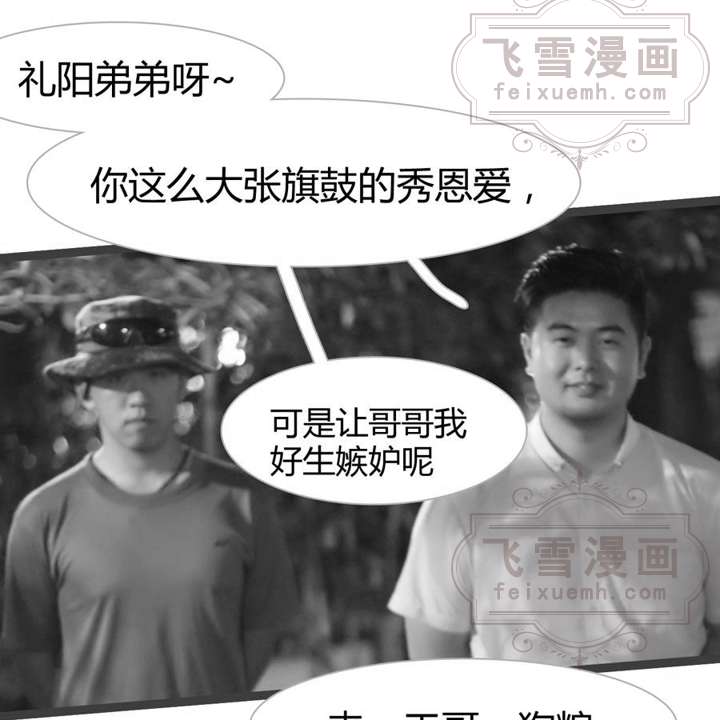 飞雪漫画
feixuemh.com
礼阳弟弟呀~
你这么大张旗鼓的秀恩爱，
可是让哥哥我
好生嫉妒呢
飞雪漫画
feixuemh.com